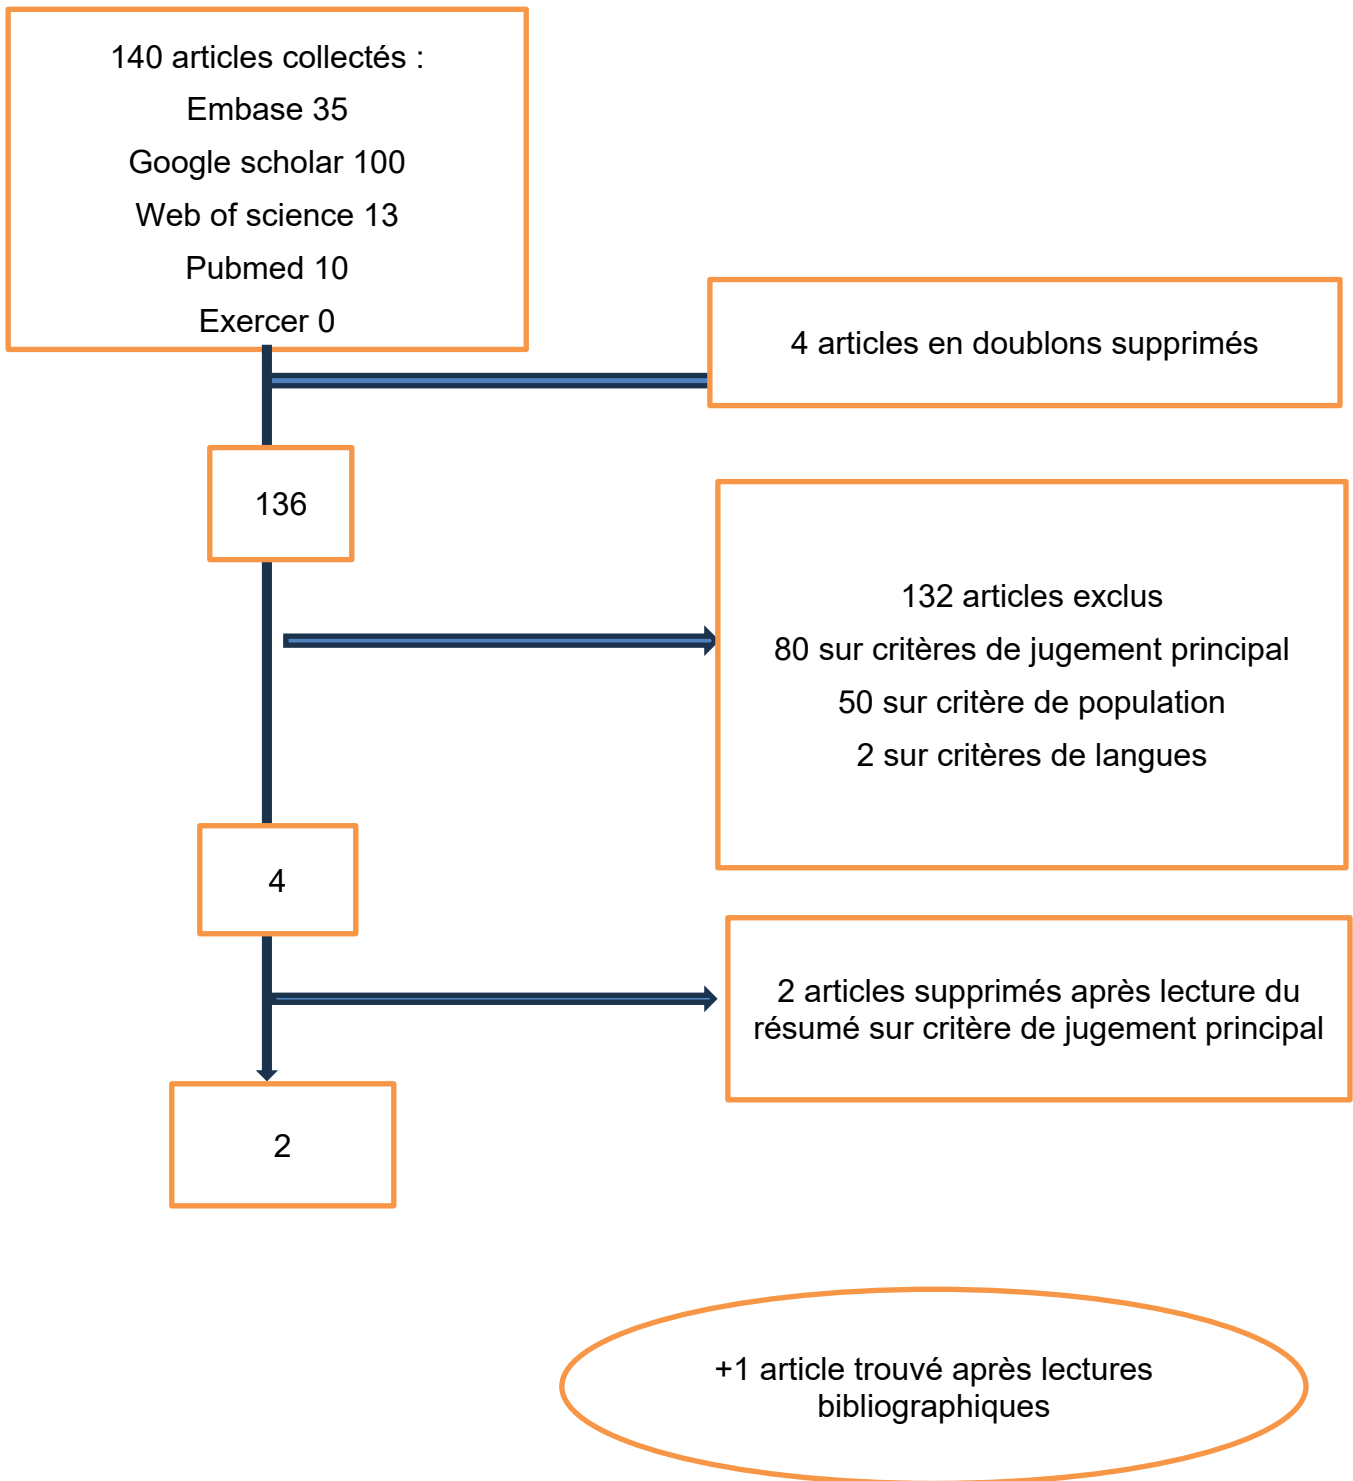 140 articles collectés :
Embase 35
Google scholar 100
Web of science 13
Pubmed 10
Exercer 0
4 articles en doublons supprimés
136
132 articles exclus
80 sur critères de jugement principal
50 sur critère de population
2 sur critères de langues
4
2 articles supprimés après lecture du
résumé sur critère de jugement principal
2
+1 article trouvé après lectures
bibliographiques